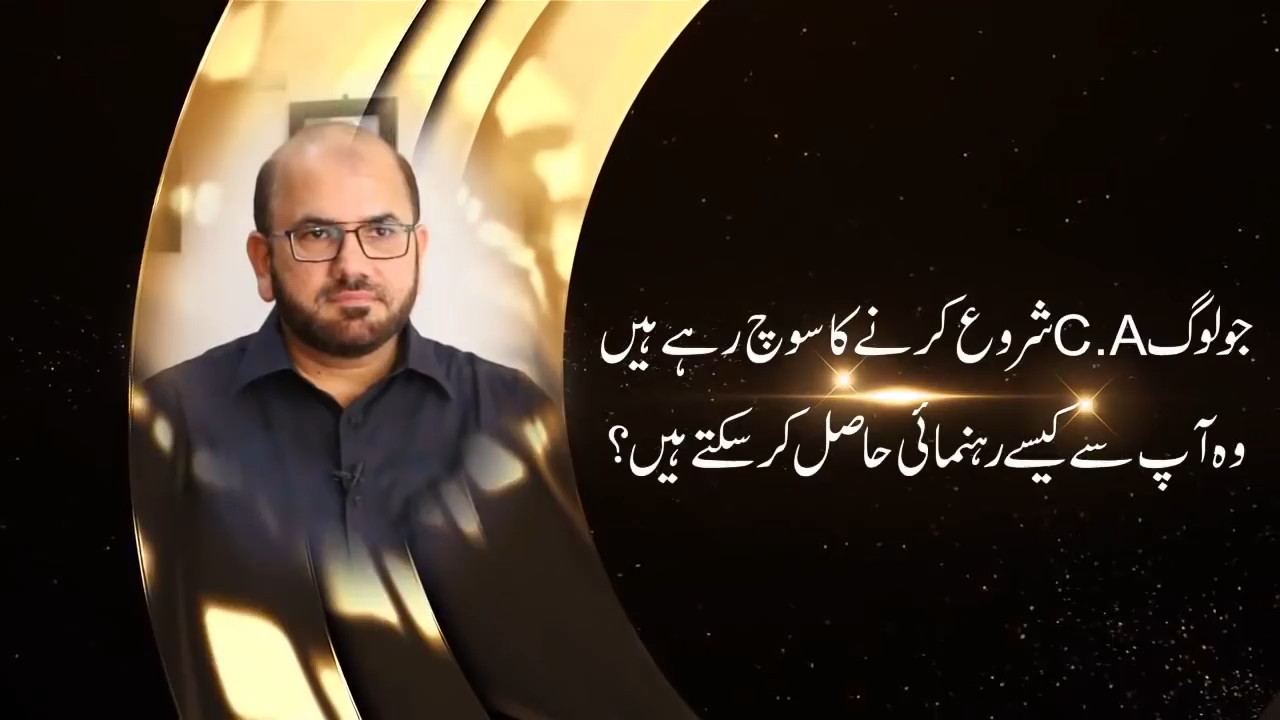 جو لوگ C.A شروع کرنے کا سوچ رہے ہیں
وہ آپ سے کیسے رہنمائی حاصل کر سکتے ہیں؟